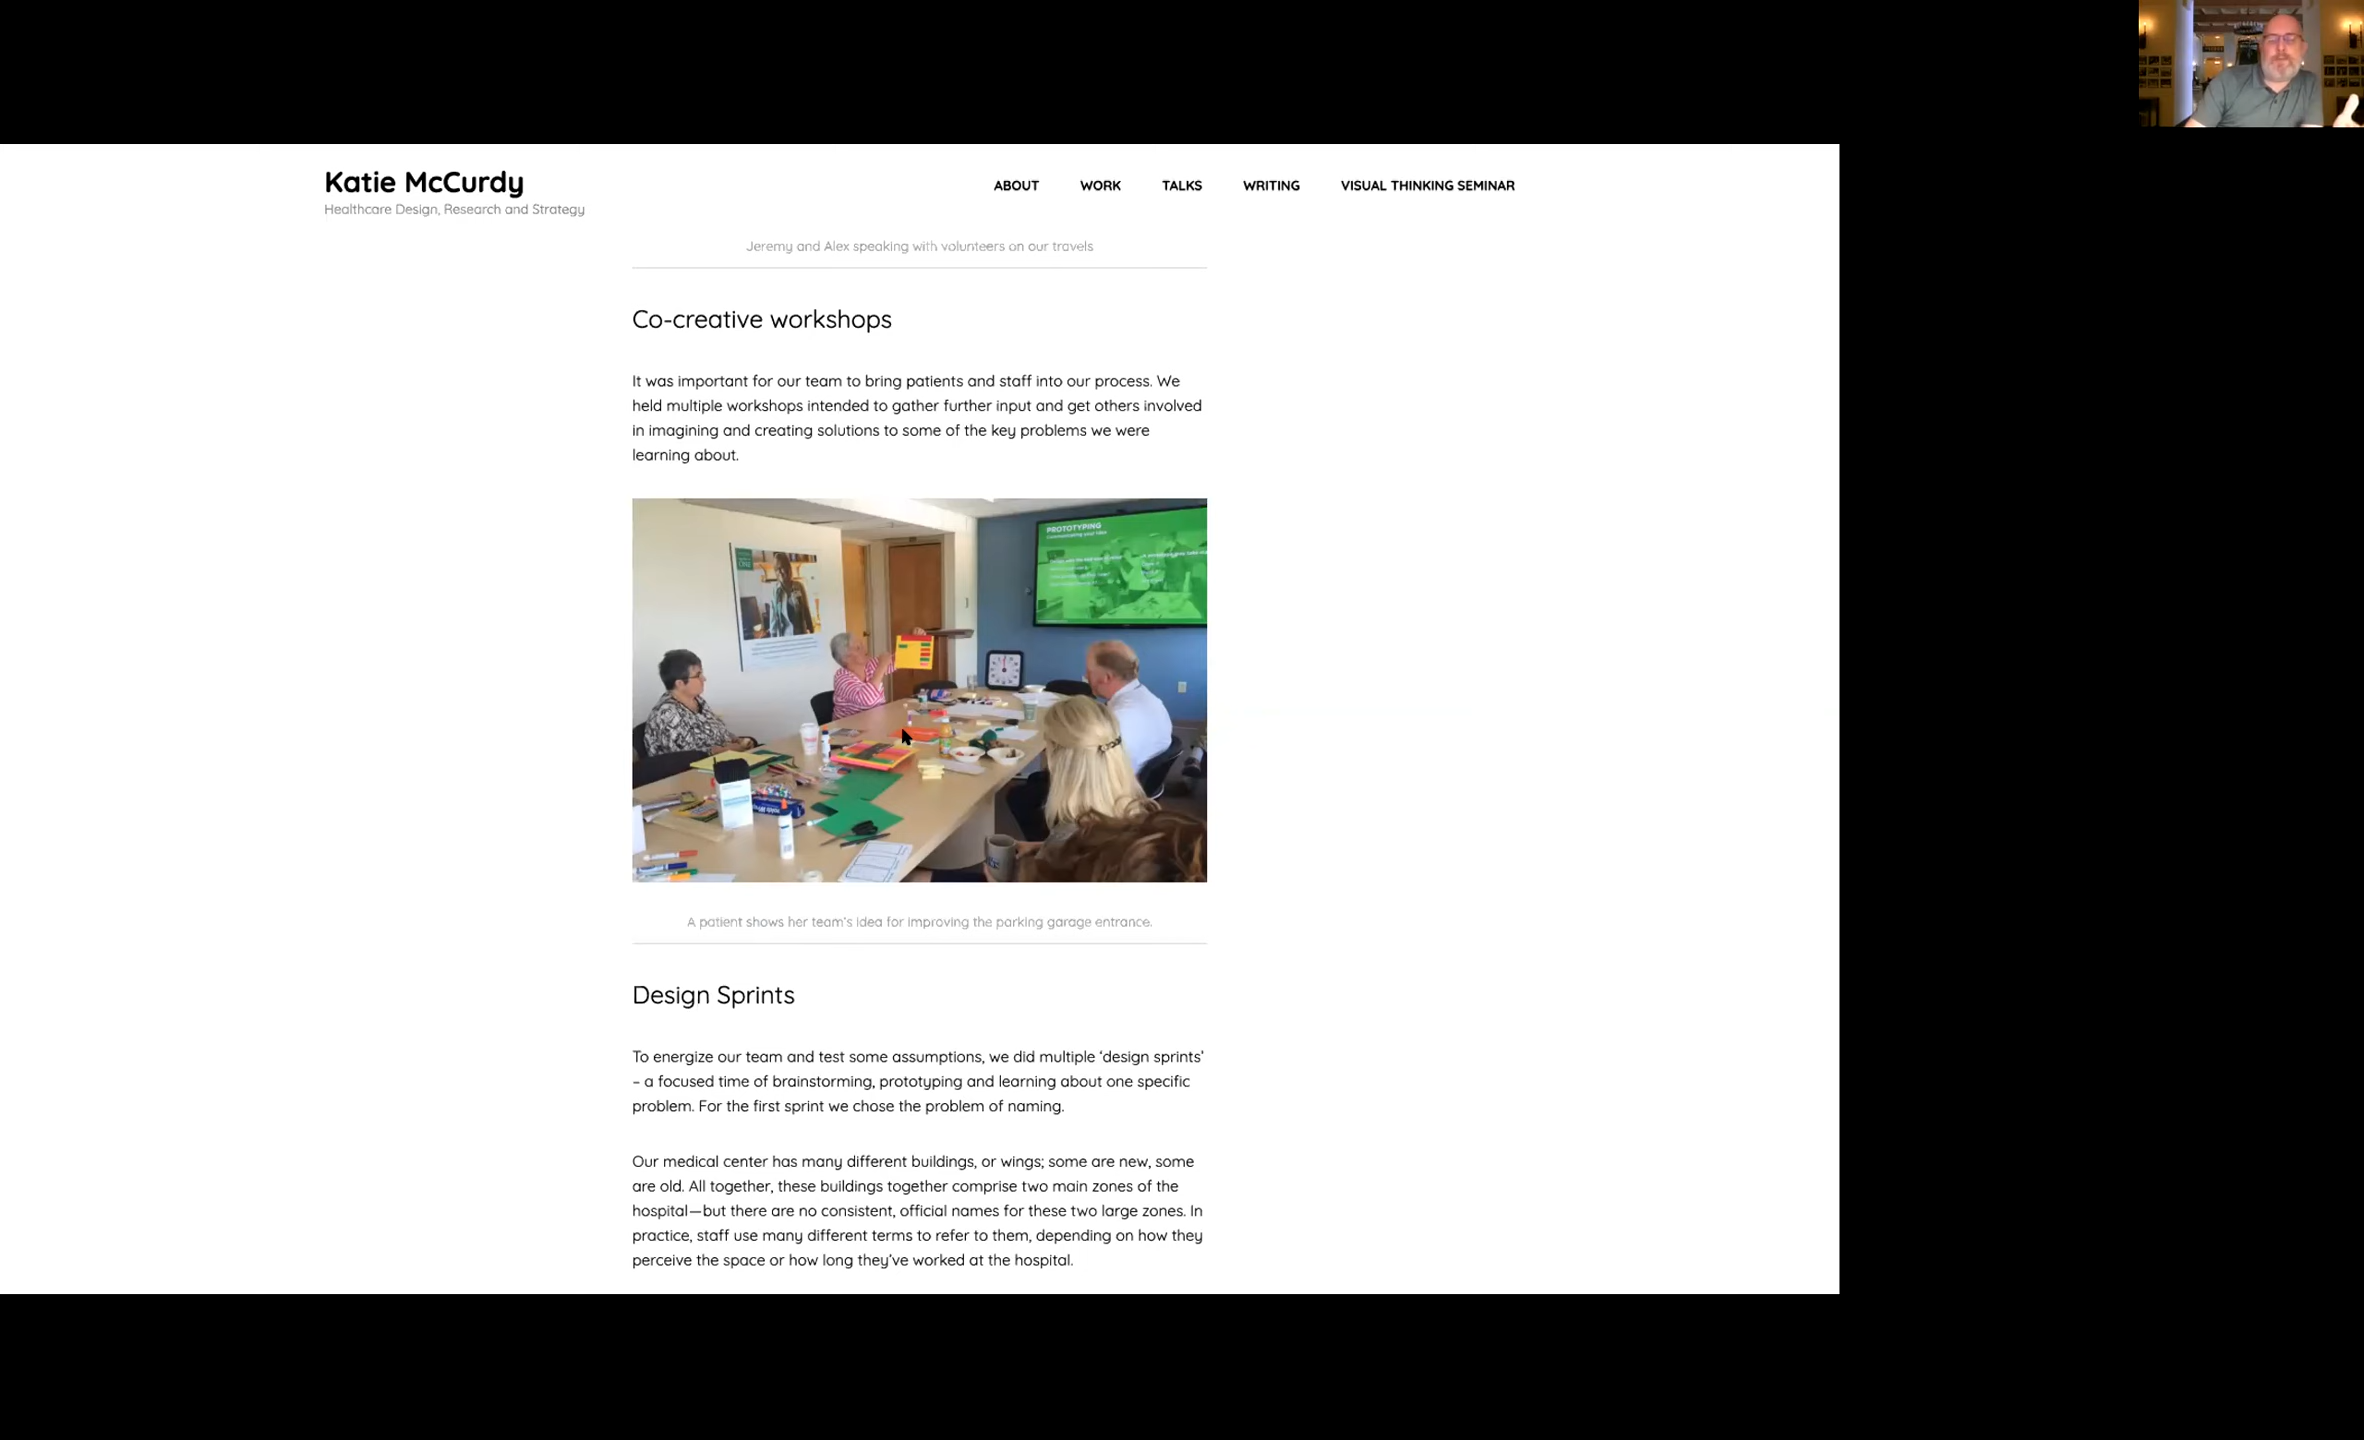 Katie McCurdy
Healthcare Design, Research and Strategy
ABOUT WORK TALKS WRITING VISUAL THINKING SEMINAR
Jeremy and Alex speaking with volunteers on our travels
Co-creative workshops
It was important for our team to bring patients and staff into our process. We
held multiple workshops intended to gather further input and get others involved
in imagining and creating solutions to some of the key problems we were
learning about.
ONE
PROTOTYPING
Communicating your idea
A patient shows her team's idea for improving the parking garage entrance.
Design Sprints
To energize our team and test some assumptions, we did multiple ‘design sprints’
– a focused time of brainstorming, prototyping and learning about one specific
problem. For the first sprint we chose the problem of naming.
Our medical center has many different buildings, or wings; some are new, some
are old. All together, these buildings together comprise two main zones of the
hospital—but there are no consistent, official names for these two large zones. In
practice, staff use many different terms to refer to them, depending on how they
perceive the space or how long they’ve worked at the hospital.